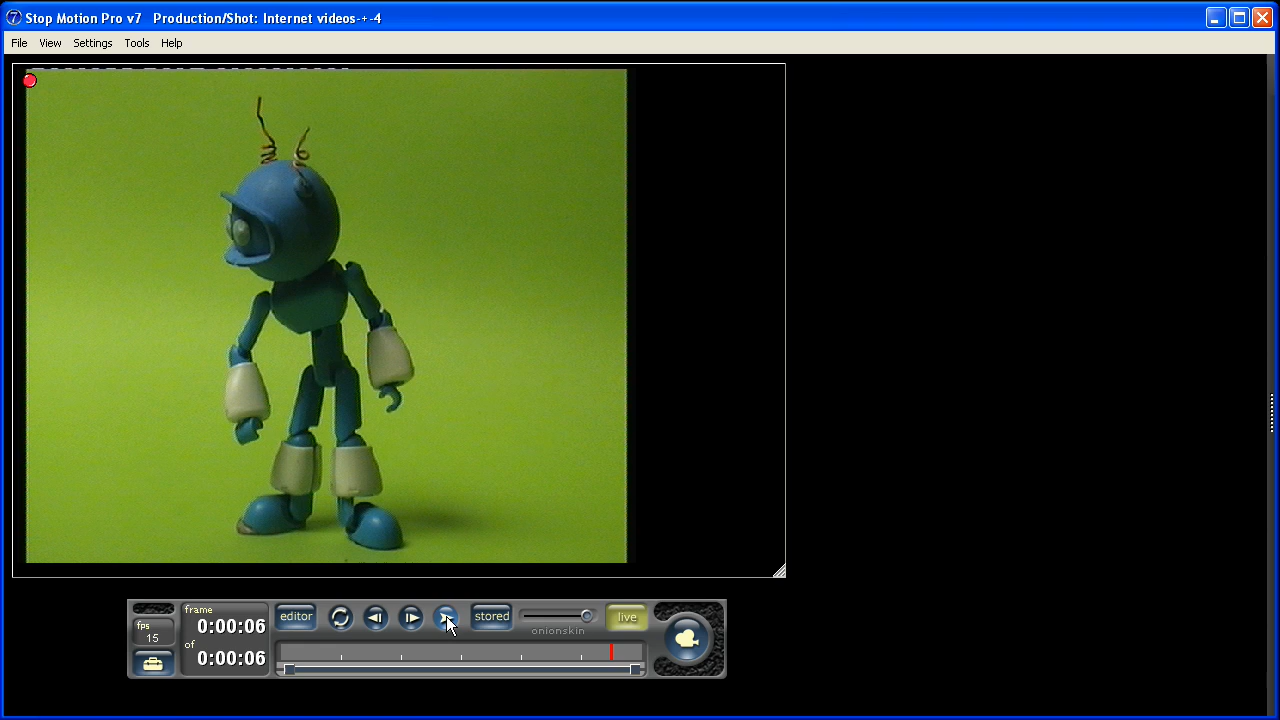 Stop Motion Pro v7 Production/Shot: Internet videos-+-4
File View Settings Tools Help
frame
0:00:06
of
0:00:06
fps
15
editor
stored
onionskin
live